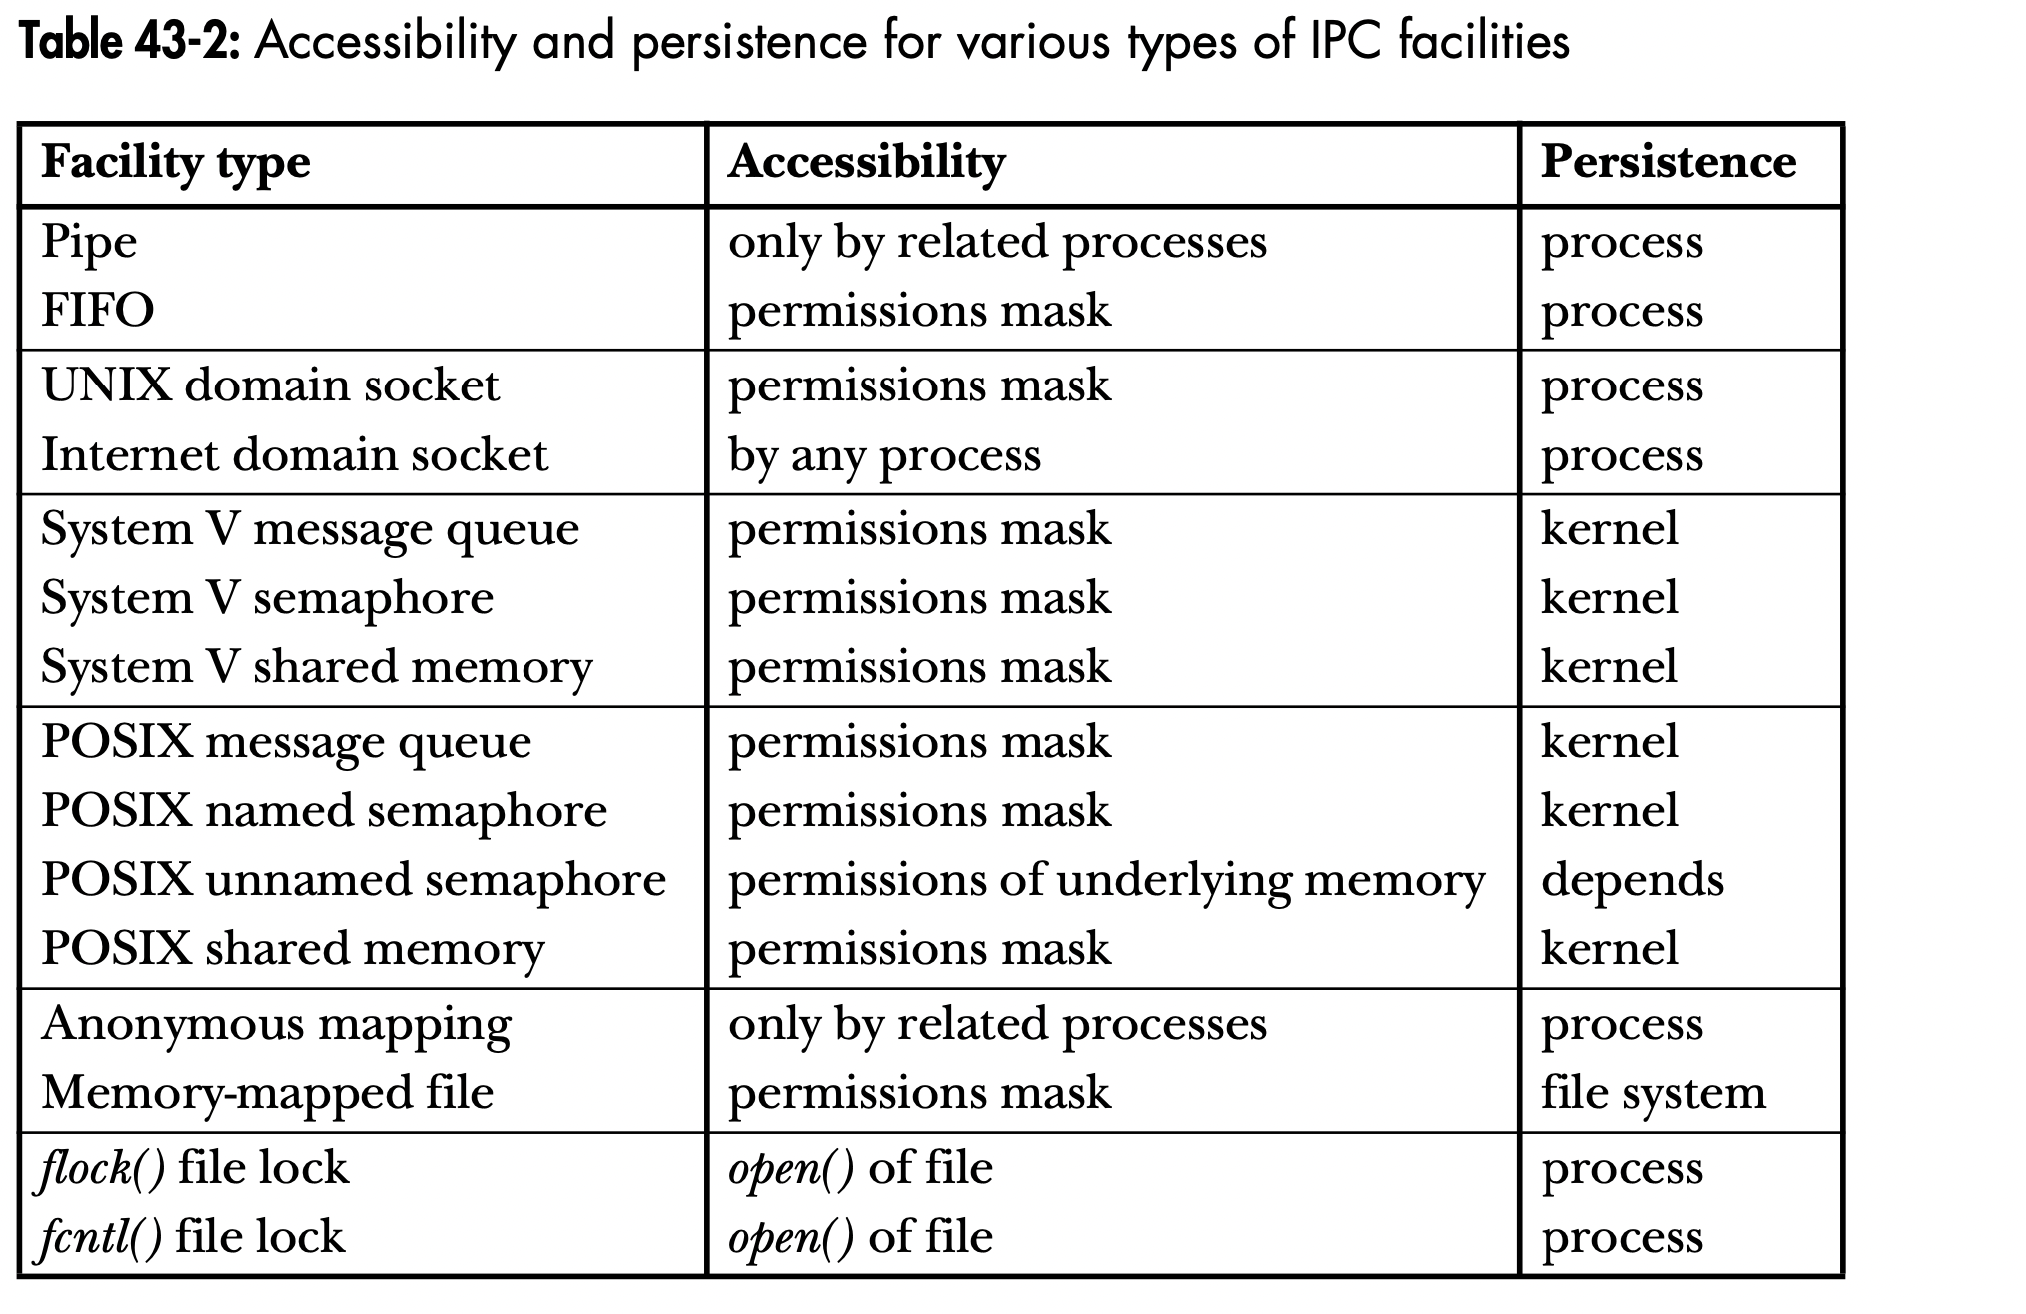 Table 43-2: Accessibility and persistence for various types of IPC facilities
Facility type Accessibility Persistence
Pipe only by related processes process
FIFO permissions mask process
UNIX domain socket permissions mask process
Internet domain socket by any process process
System V message queue permissions mask kernel
System V semaphore permissions mask kernel
System V shared memory permissions mask kernel
POSIX message queue permissions mask kernel
POSIX named semaphore permissions mask kernel
POSIX unnamed semaphore permissions of underlying memory depends
POSIX shared memory permissions mask kernel
Anonymous mapping only by related processes process
Memory-mapped file permissions mask file system
flock() file lock open() of file process
fcntl() file lock open() of file process